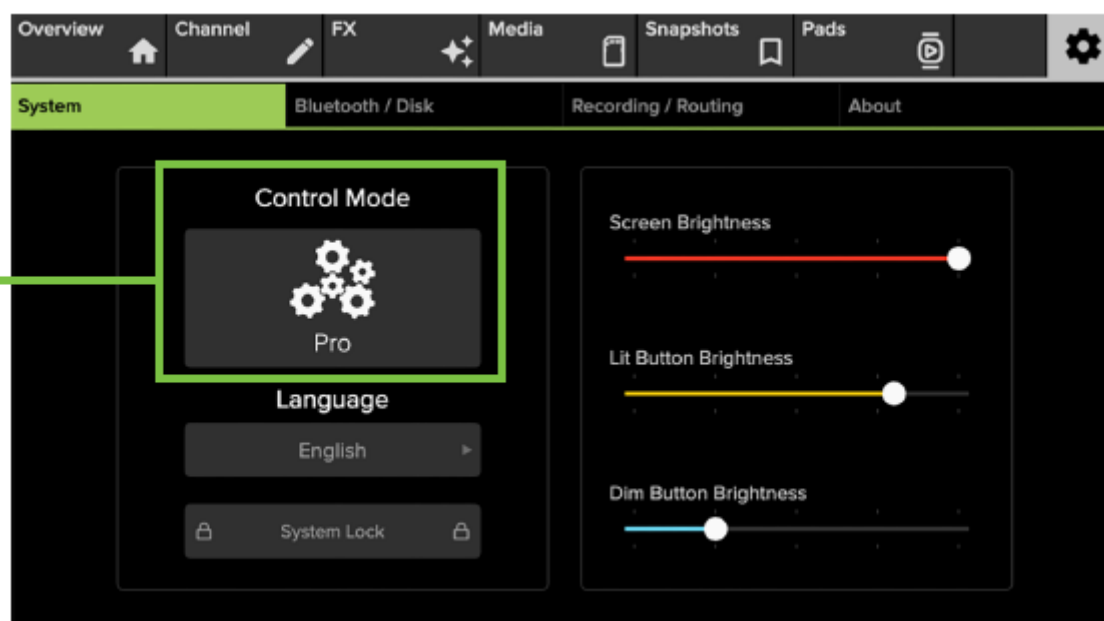 Overview Channel FX Media Snapshots Pads
System Bluetooth / Disk Recording / Routing About
Control Mode
Pro
Language
English
System Lock
Screen Brightness
Lit Button Brightness
Dim Button Brightness